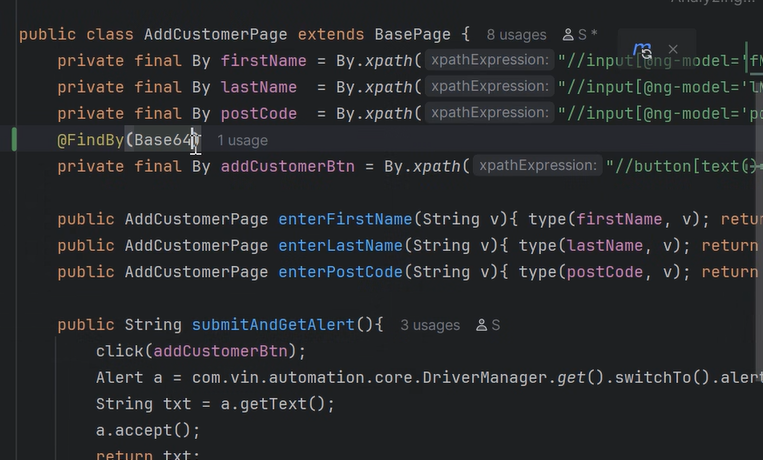 Analyzing...
public class AddCustomerPage extends BasePage { 8 usages S *
private final By firstName = By.xpath( xpathExpression: "//input[@ng-model='fN
private final By lastName = By.xpath( xpathExpression: "//input[@ng-model='lN
private final By postCode = By.xpath( xpathExpression: "//input[@ng-model='po
@FindBy(Base64) 1 usage
private final By addCustomerBtn = By.xpath( xpathExpression: "//button[text()=
public AddCustomerPage enterFirstName(String v){ type(firstName, v); retur
public AddCustomerPage enterLastName(String v){ type(lastName, v); return
public AddCustomerPage enterPostCode(String v){ type(postCode, v); return
public String submitAndGetAlert(){ 3 usages S
click(addCustomerBtn);
Alert a = com.vin.automation.core.DriverManager.get().switchTo().alert
String txt = a.getText();
a.accept();
return txt;